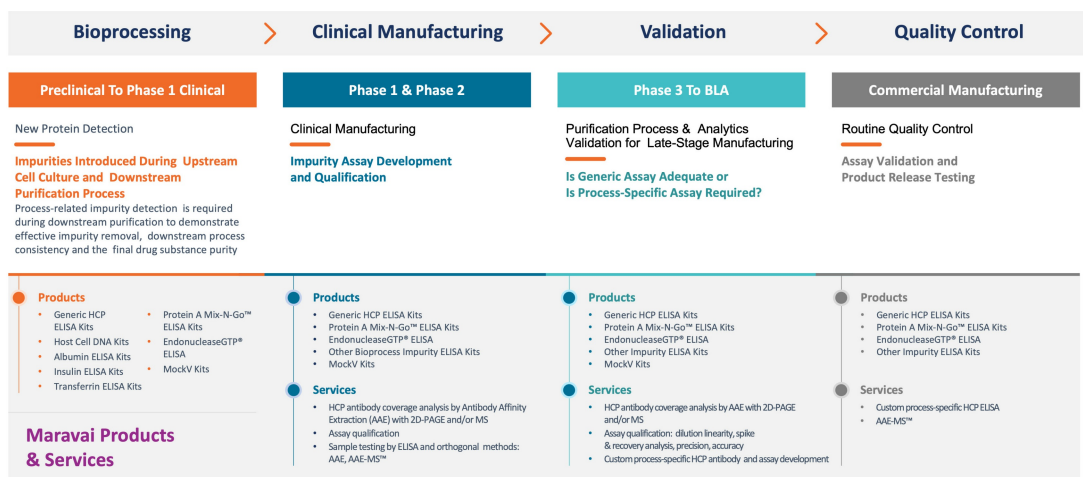 Bioprocessing
Clinical Manufacturing
Validation
Quality Control
Preclinical To Phase 1 Clinical
New Protein Detection
Impurities Introduced During Upstream
Cell Culture and Downstream
Purification Process
Process-related impurity detection is required
during downstream purification to demonstrate
effective impurity removal, downstream process
consistency and the final drug substance purity
Phase 1 & Phase 2
Clinical Manufacturing
Impurity Assay Development
and Qualification
Phase 3 To BLA
Purification Process & Analytics
Validation for Late-Stage Manufacturing
Is Generic Assay Adequate or
Is Process-Specific Assay Required?
Commercial Manufacturing
Routine Quality Control
Assay Validation and
Product Release Testing
Products
• Generic HCP
ELISA Kits
• Host Cell DNA Kits
• Albumin ELISA Kits
• Insulin ELISA Kits
• Transferrin ELISA Kits
• Protein A Mix-N-Go™
ELISA Kits
• EndonucleaseGTP®
ELISA
• MockV Kits
Maravai Products
& Services
Products
• Generic HCP ELISA Kits
• Protein A Mix-N-Go™ ELISA Kits
• EndonucleaseGTP® ELISA
• Other Bioprocess Impurity ELISA Kits
• MockV Kits
Services
• HCP antibody coverage analysis by Antibody Affinity
Extraction (AAE) with 2D-PAGE and/or MS
• Assay qualification
• Sample testing by ELISA and orthogonal methods:
AAE, AAE-MS™
Products
• Generic HCP ELISA Kits
• Protein A Mix-N-Go™ ELISA Kits
• EndonucleaseGTP® ELISA
• Other Impurity ELISA Kits
• MockV Kits
Services
• HCP antibody coverage analysis by AAE with 2D-PAGE
and/or MS
• Assay qualification: dilution linearity, spike
& recovery analysis, precision, accuracy
• Custom process-specific HCP antibody and assay development
Products
• Generic HCP ELISA Kits
• Protein A Mix-N-Go™ ELISA Kits
• EndonucleaseGTP® ELISA
• Other Impurity ELISA Kits
Services
• Custom process-specific HCP ELISA
• AAE-MS™